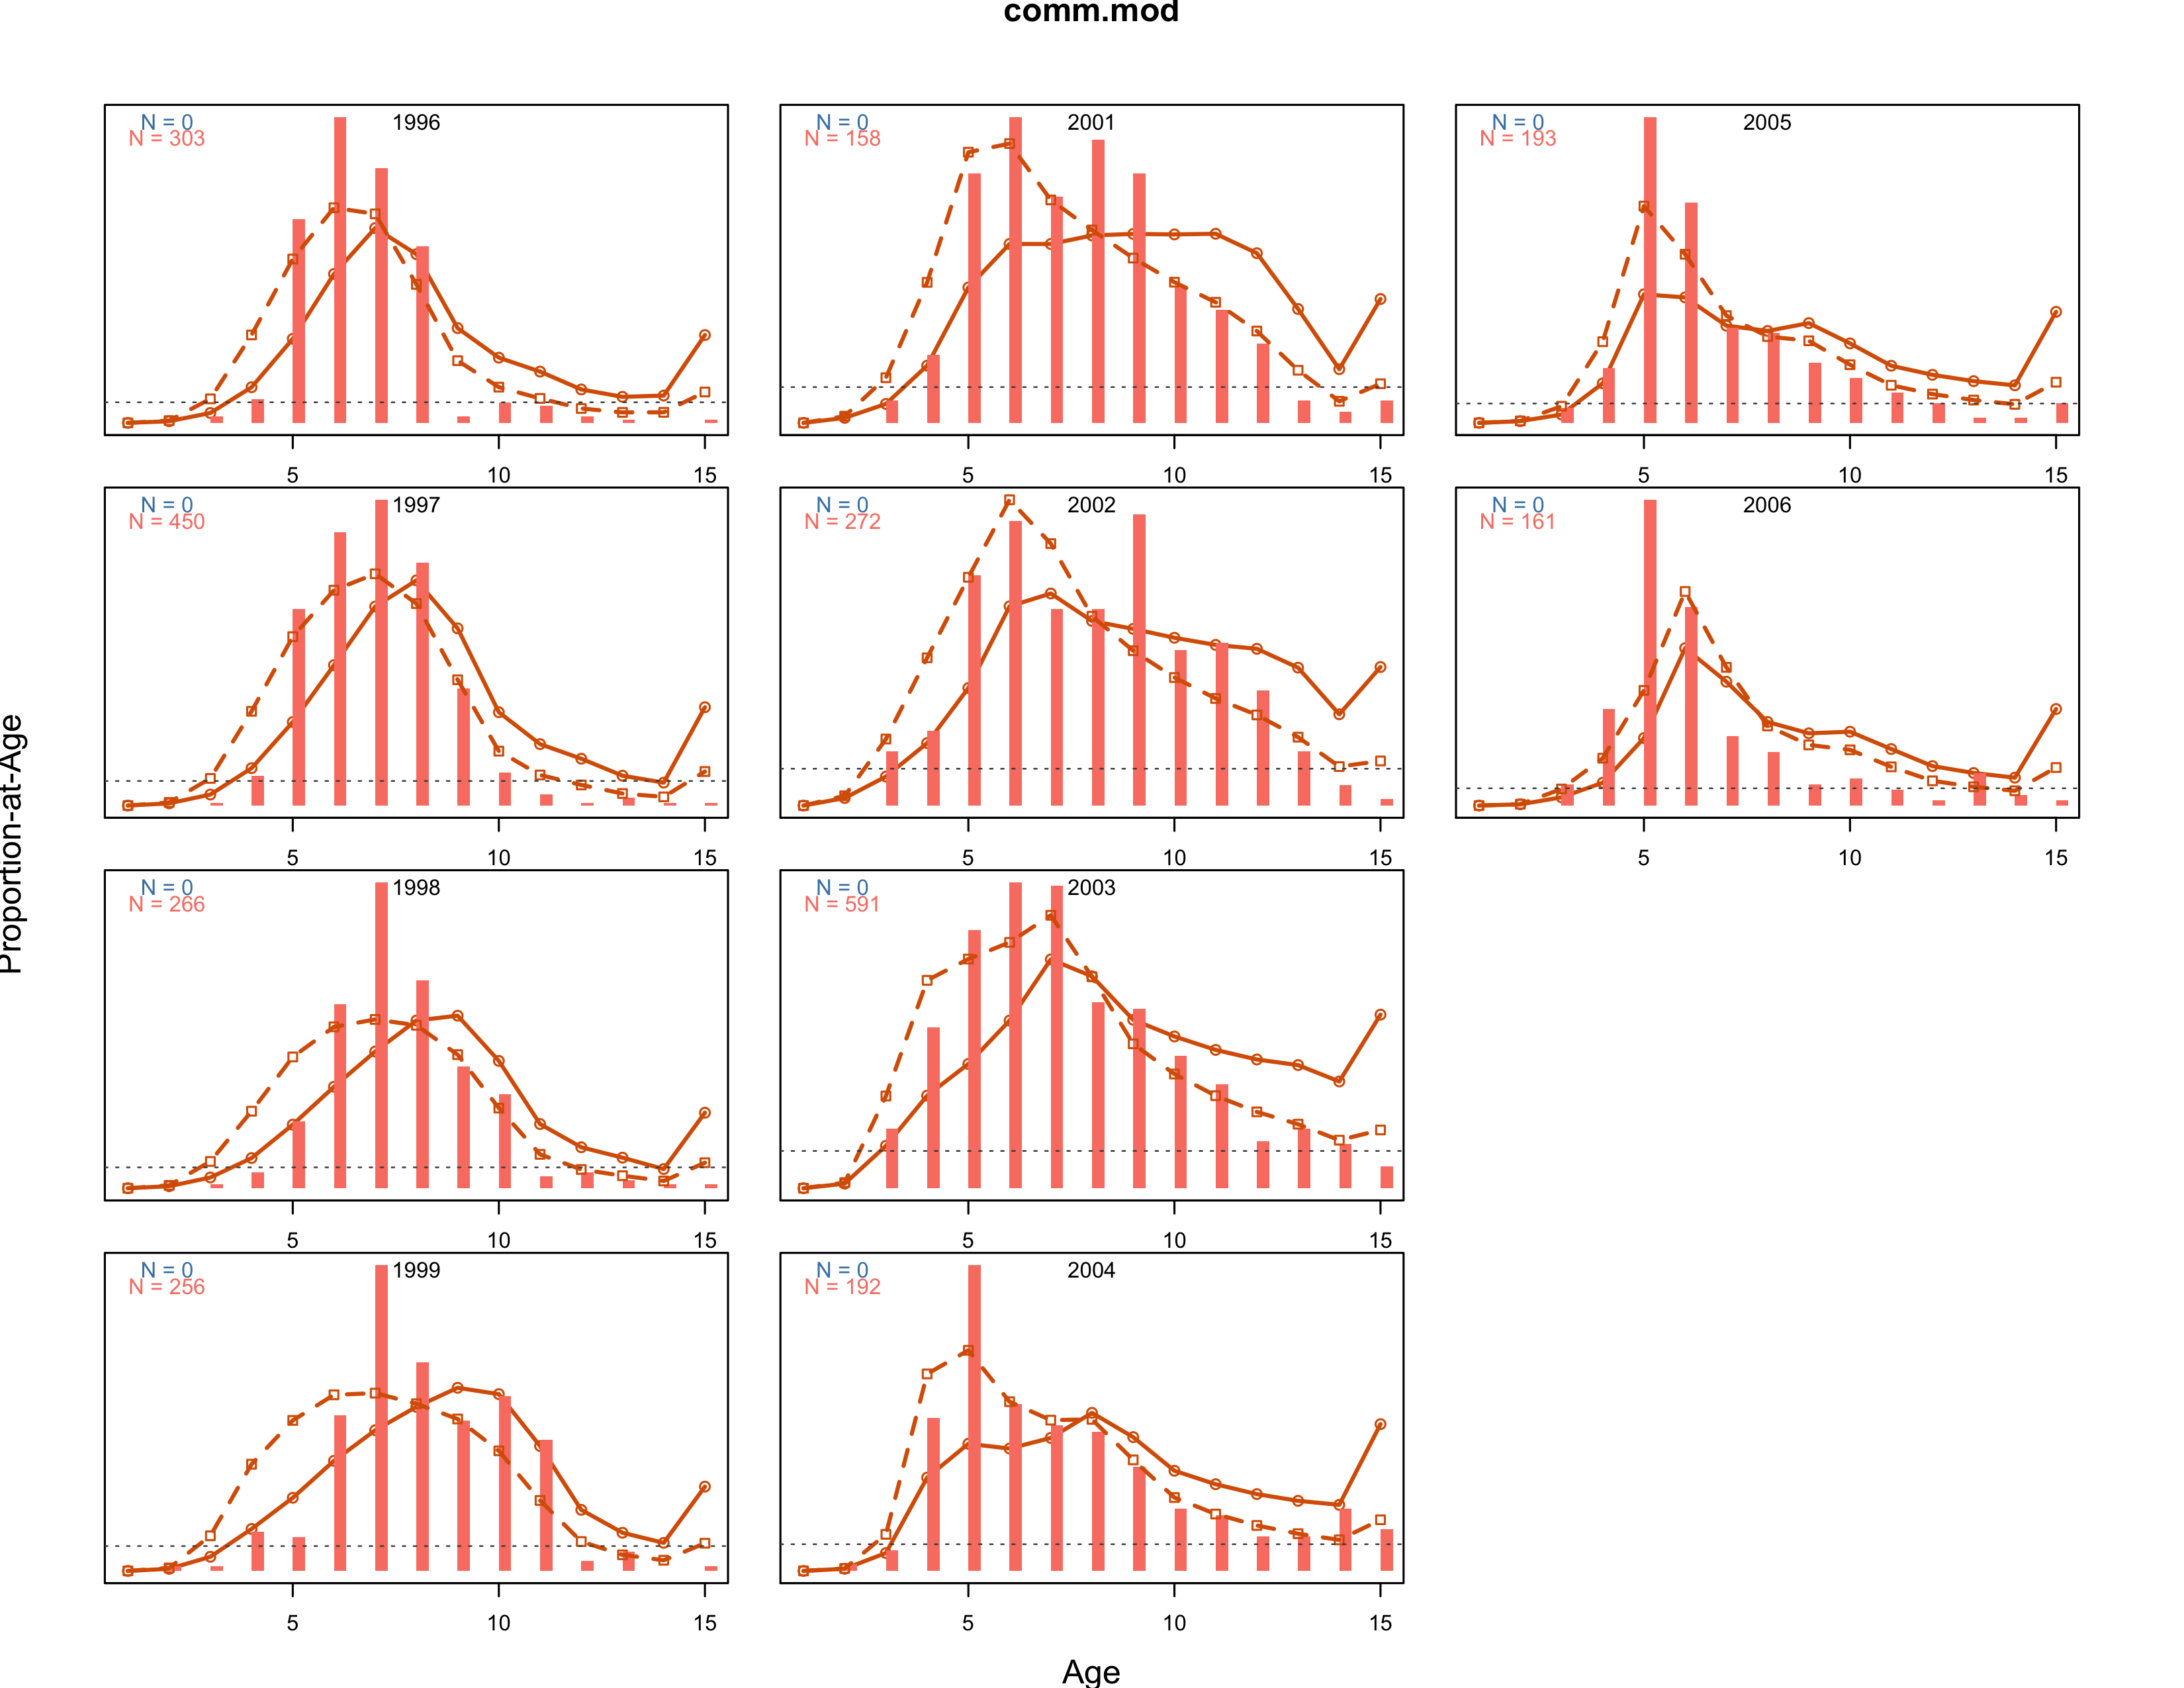 comm.mod
Proportion-at-Age
N = 0
N = 303
1996
5 10 15
N = 0
N = 450
1997
5 10 15
N = 0
N = 266
1998
5 10 15
N = 0
N = 256
1999
5 10 15
N = 0
N = 158
2001
5 10 15
N = 0
N = 272
2002
5 10 15
N = 0
N = 591
2003
5 10 15
N = 0
N = 192
2004
5 10 15
N = 0
N = 193
2005
5 10 15
N = 0
N = 161
2006
5 10 15
Age